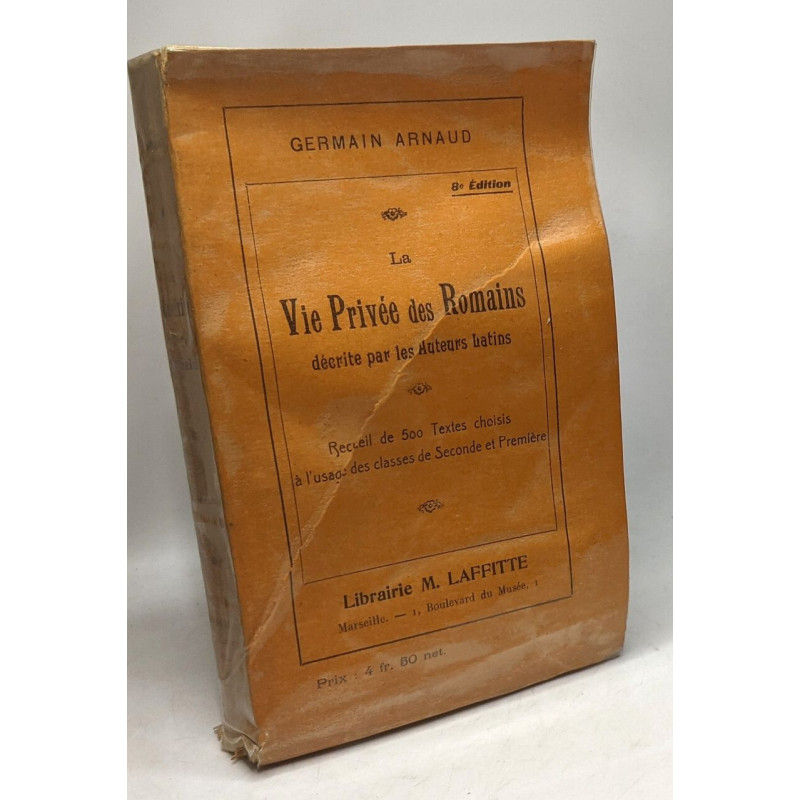 GERMAIN ARNAUD
8e Édition
La
Vie Privée des Romains
décrite par les Auteurs Latins
Recueil de 500 Textes choisis
à l'usage des classes de Seconde et Première
Librairie M. LAFFITTE
Marseille. — 1, Boulevard du Musée, 1
Prix : 4 fr. 50 net.